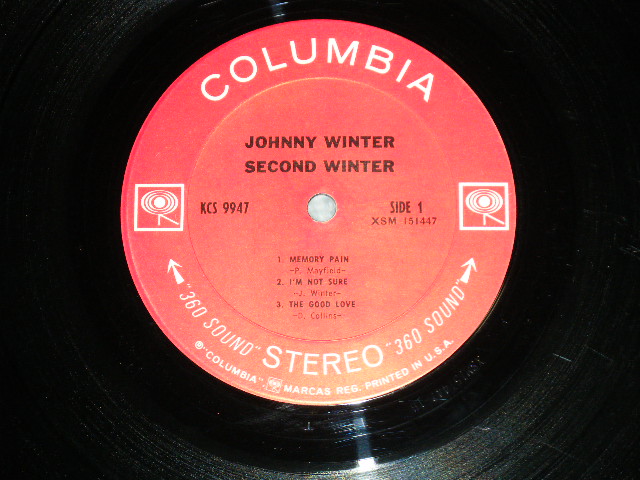 COLUMBIA
JOHNNY WINTER
SECOND WINTER
KCS 9947
SIDE 1
XSM 151447
1. MEMORY PAIN
-P. Mayfield-
2. I'M NOT SURE
-J. Winter-
3. THE GOOD LOVE
-D. Collins-
"360 SOUND" STEREO "360 SOUND"
®"COLUMBIA", MARCAS REG. PRINTED IN U.S.A.